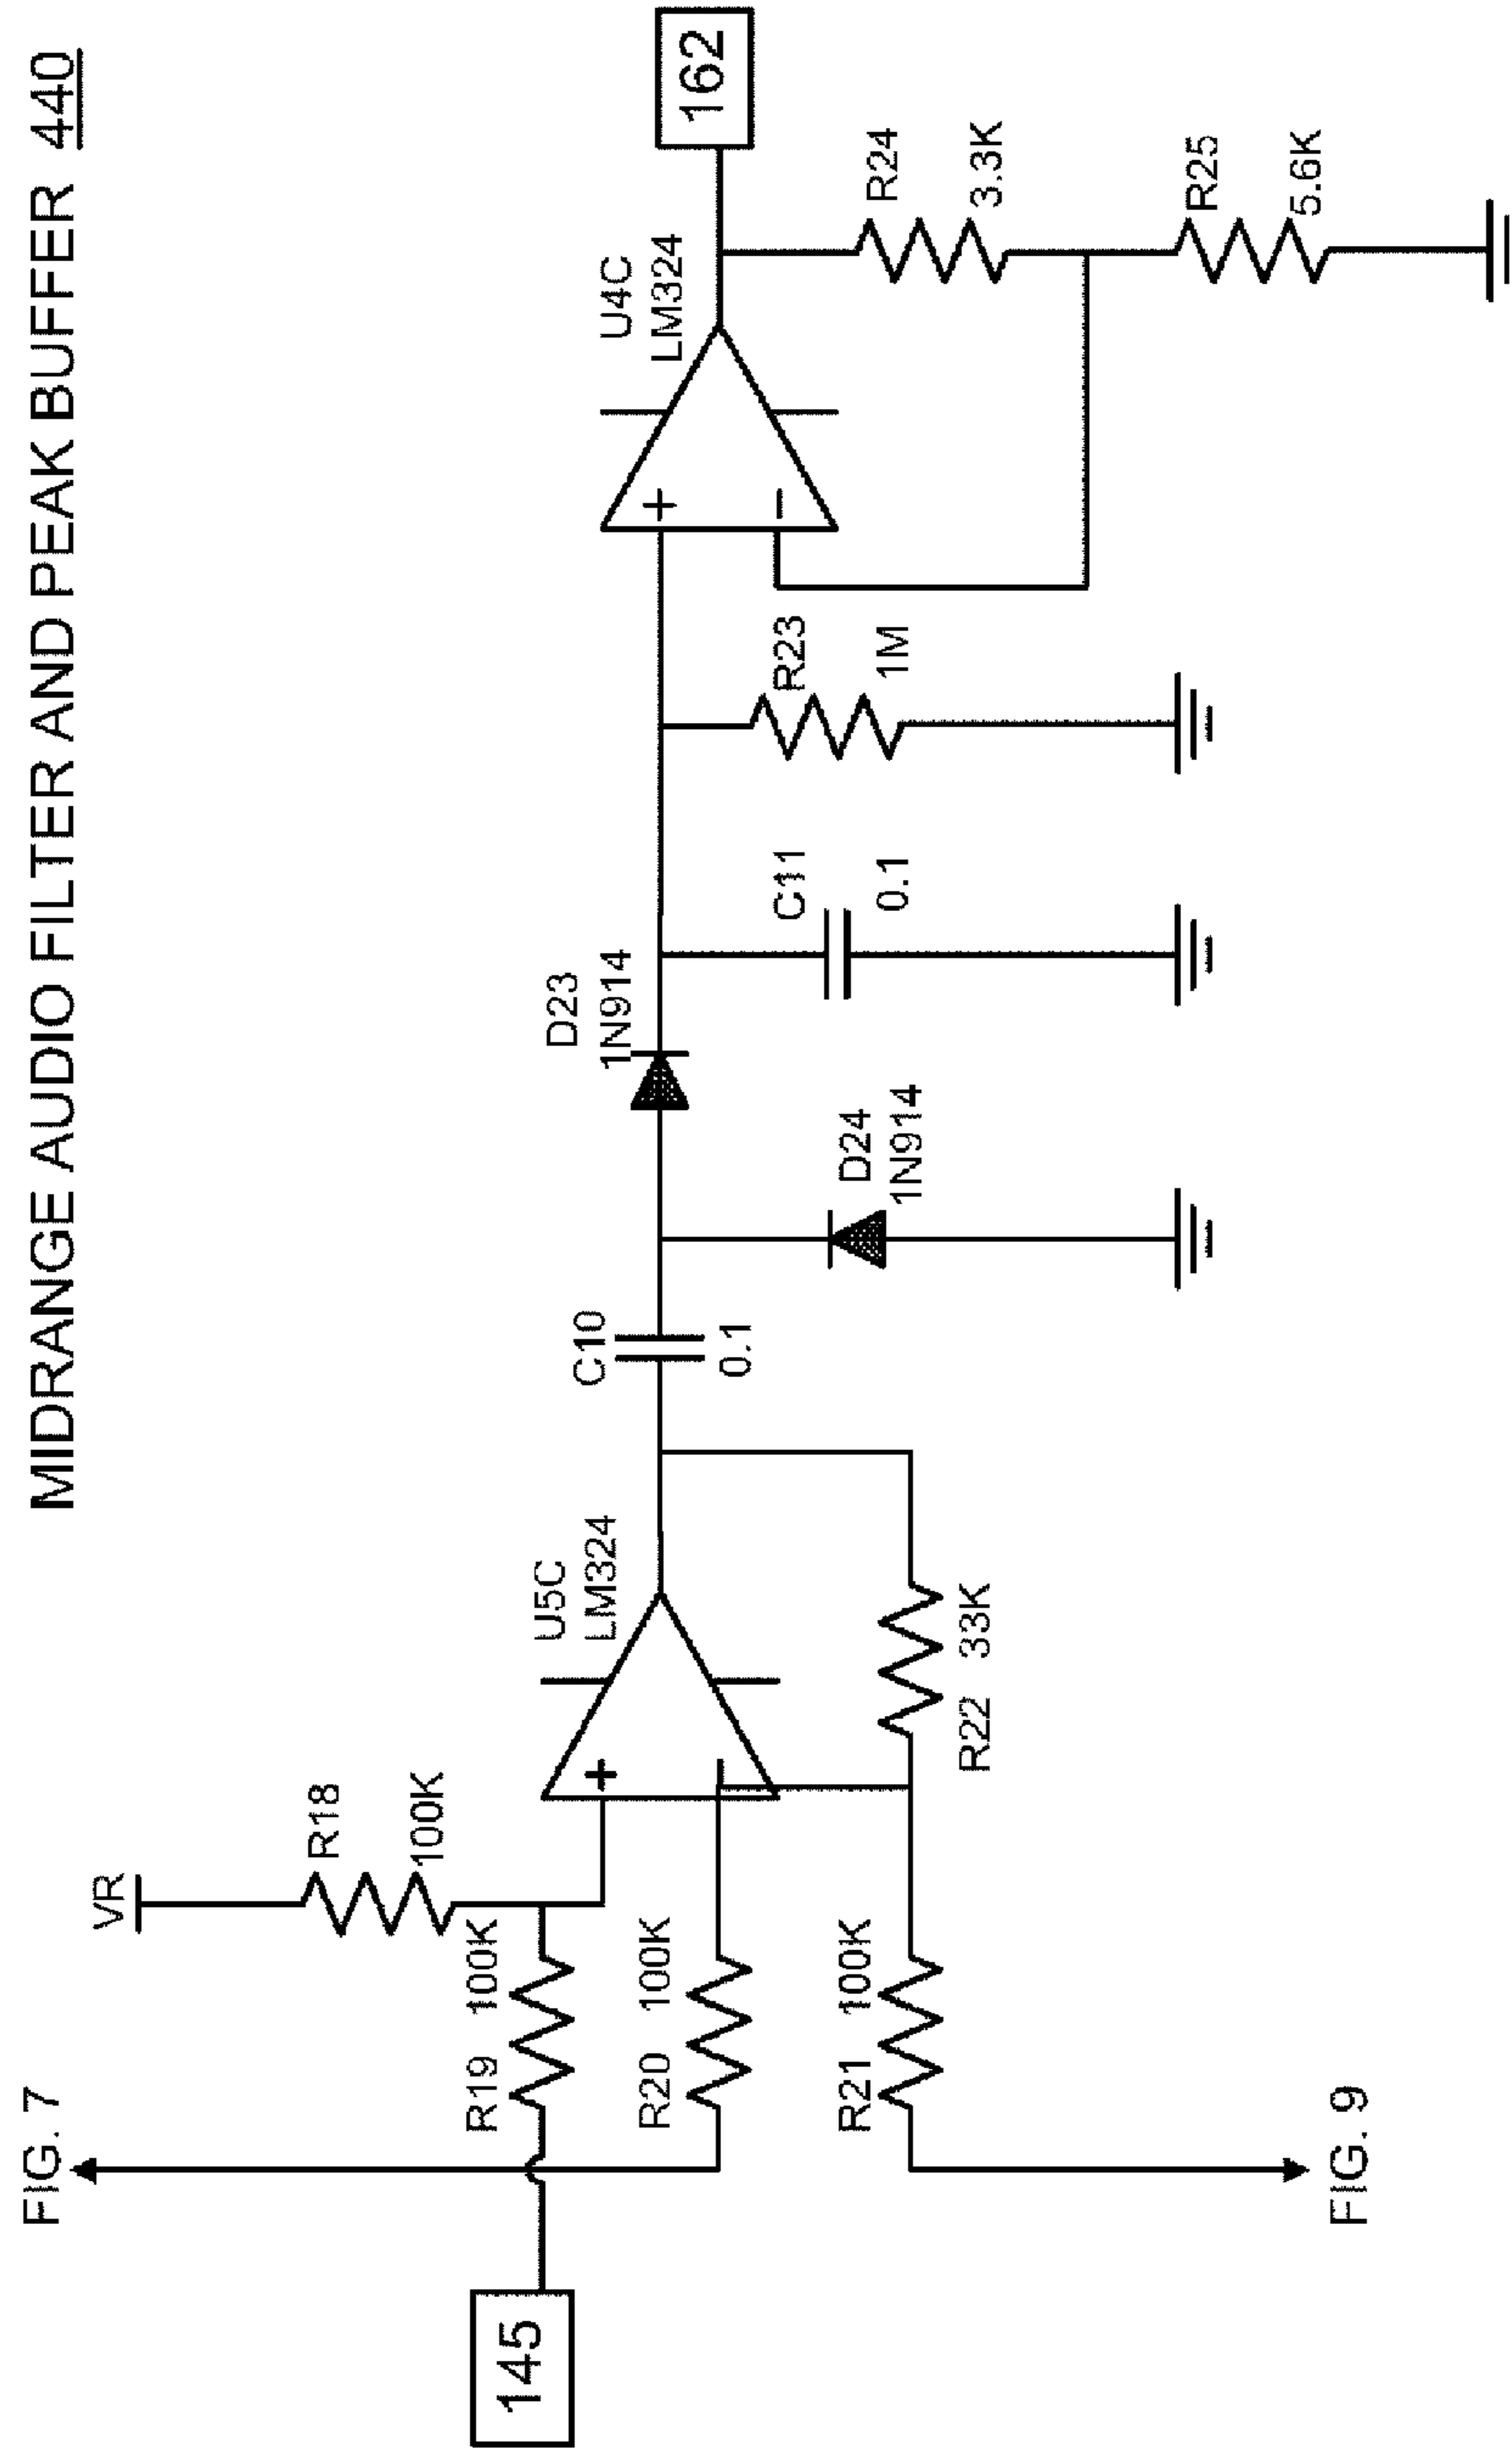 MIDRANGE AUDIO FILTER AND PEAK BUFFER 440
FIG. 7
VR
R18
100K
145
R19 100K
R20 100K
R21 100K
FIG. 9
+
−
U5C
LM324
R22 33K
C10
0.1
D24
1N914
D23
1N914
C11
0.1
R23
1M
+
−
U4C
LM324
162
R24
3.3K
R25
5.6K